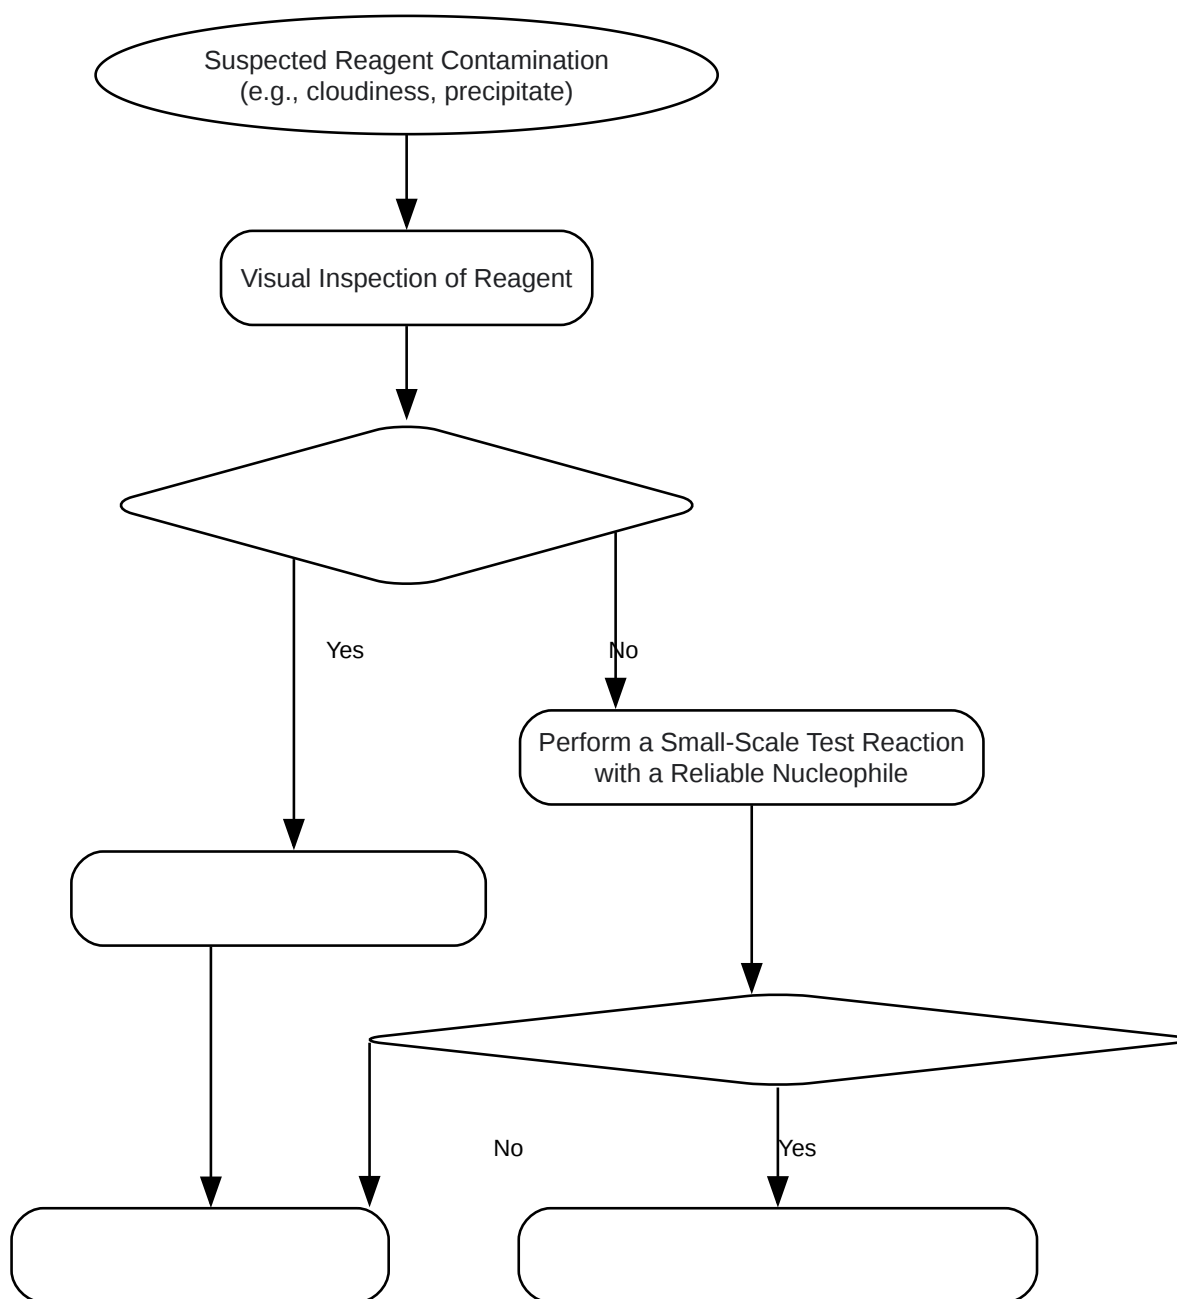 Suspected Reagent Contamination
(e.g., cloudiness, precipitate)
Visual Inspection of Reagent
Yes
No
Perform a Small-Scale Test Reaction
with a Reliable Nucleophile
No
Yes